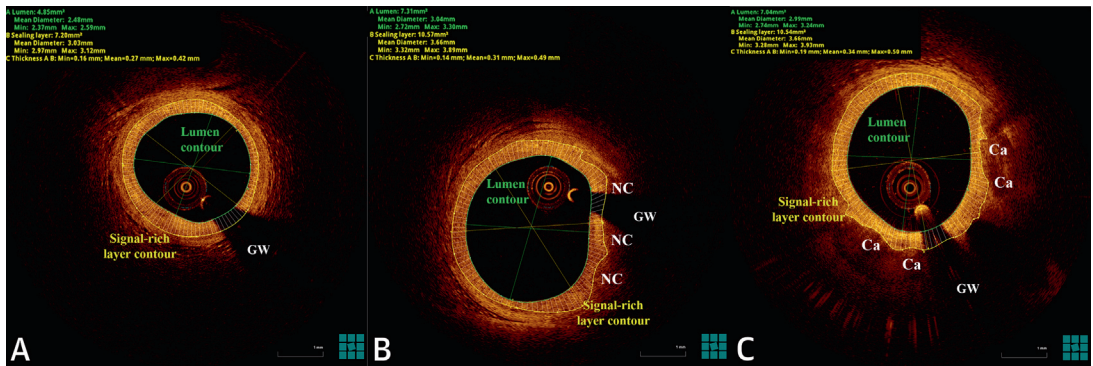 A Lumen: 4.85mm²
Mean Diameter: 2.48mm
Min: 2.37mm Max: 2.59mm
B Sealing layer: 7.20mm²
Mean Diameter: 3.03mm
Min: 2.97mm Max: 3.12mm
C Thickness A B: Min=0.16 mm; Mean=0.27 mm; Max=0.42 mm
Lumen
contour
Signal-rich
layer contour
GW
A
1 mm
A Lumen: 7.31mm²
Mean Diameter: 3.04mm
Min: 2.72mm Max: 3.30mm
B Sealing layer: 10.57mm²
Mean Diameter: 3.66mm
Min: 3.32mm Max: 3.89mm
C Thickness A B: Min=0.14 mm; Mean=0.31 mm; Max=0.49 mm
Lumen
contour
NC
GW
NC
NC
Signal-rich
layer contour
B
1 mm
A Lumen: 7.04mm²
Mean Diameter: 2.99mm
Min: 2.74mm Max: 3.24mm
B Sealing layer: 10.54mm²
Mean Diameter: 3.66mm
Min: 3.28mm Max: 3.93mm
C Thickness A B: Min=0.19 mm; Mean=0.34 mm; Max=0.59 mm
Lumen
contour
Ca
Ca
Signal-rich
layer contour
Ca
Ca
GW
C
1 mm